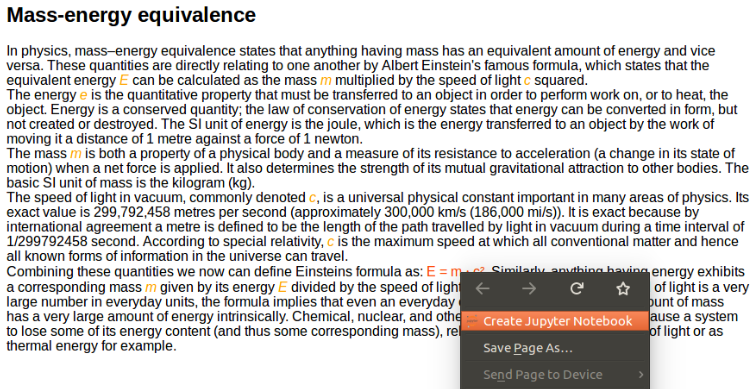 Mass-energy equivalence
In physics, mass–energy equivalence states that anything having mass has an equivalent amount of energy and vice
versa. These quantities are directly relating to one another by Albert Einstein's famous formula, which states that the
equivalent energy E can be calculated as the mass m multiplied by the speed of light c squared.
The energy e is the quantitative property that must be transferred to an object in order to perform work on, or to heat, the
object. Energy is a conserved quantity; the law of conservation of energy states that energy can be converted in form, but
not created or destroyed. The SI unit of energy is the joule, which is the energy transferred to an object by the work of
moving it a distance of 1 metre against a force of 1 newton.
The mass m is both a property of a physical body and a measure of its resistance to acceleration (a change in its state of
motion) when a net force is applied. It also determines the strength of its mutual gravitational attraction to other bodies. The
basic SI unit of mass is the kilogram (kg).
The speed of light in vacuum, commonly denoted c, is a universal physical constant important in many areas of physics. Its
exact value is 299,792,458 metres per second (approximately 300,000 km/s (186,000 mi/s)). It is exact because by
international agreement a metre is defined to be the length of the path travelled by light in vacuum during a time interval of
1/299792458 second. According to special relativity, c is the maximum speed at which all conventional matter and hence
all known forms of information in the universe can travel.
Combining these quantities we now can define Einsteins formula as: E = m · c². Similarly, anything having energy exhibits
a corresponding mass m given by its energy E divided by the speed of light of light is a very
large number in everyday units, the formula implies that even an everyday ount of mass
has a very large amount of energy intrinsically. Chemical, nuclear, and othe ause a system
to lose some of its energy content (and thus some corresponding mass), rel of light or as
thermal energy for example.
Create Jupyter Notebook
Save Page As...
Send Page to Device